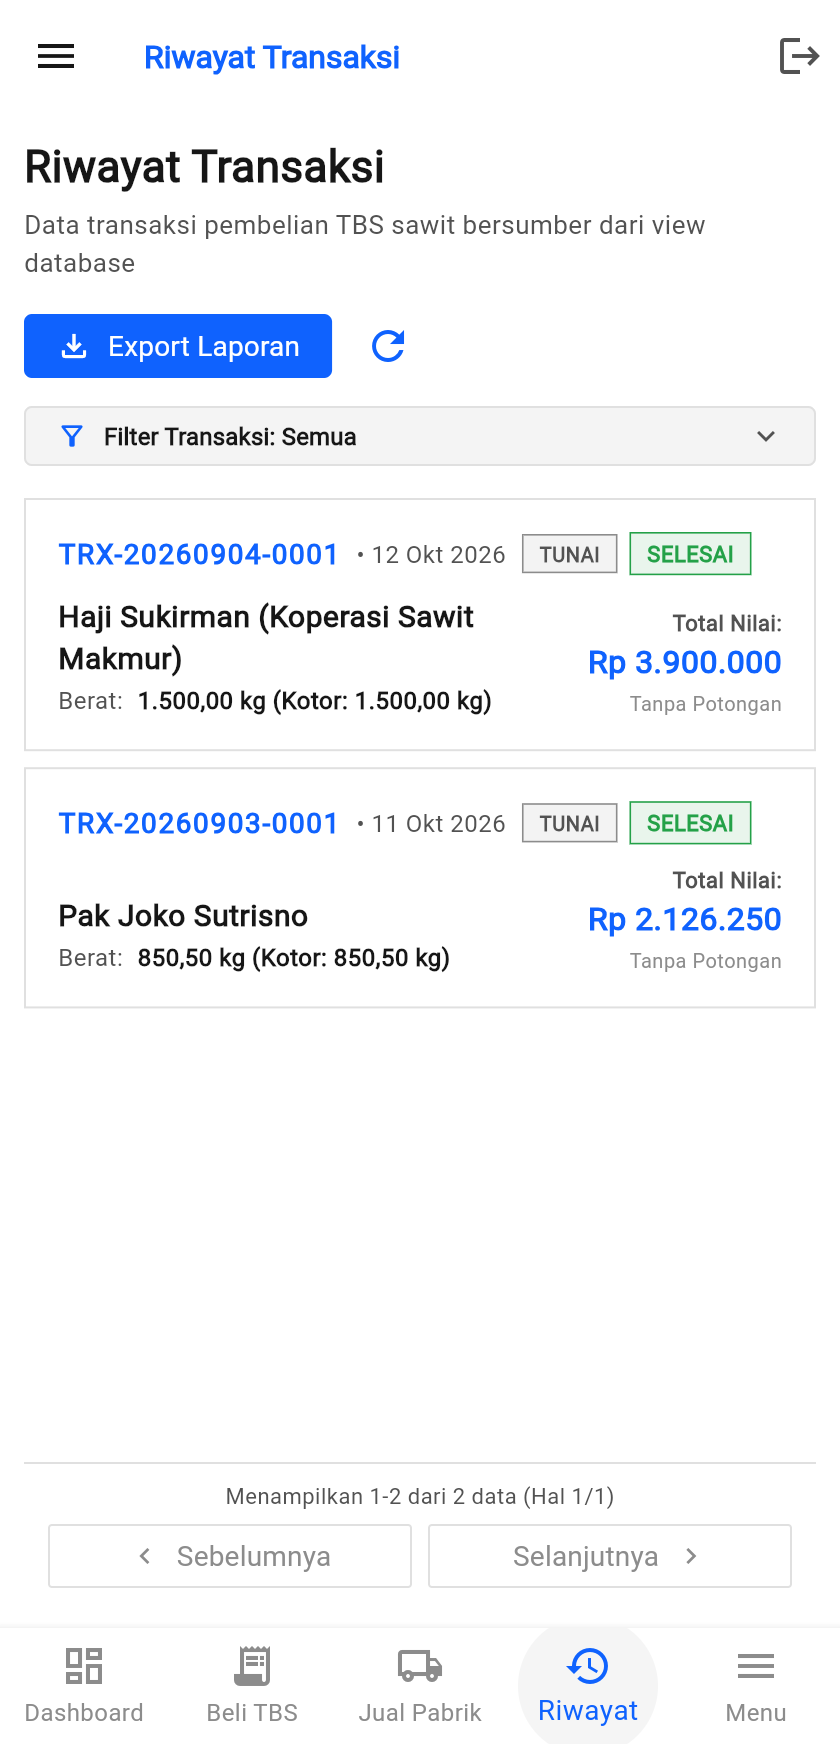 Riwayat Transaksi
Riwayat Transaksi
Data transaksi pembelian TBS sawit bersumber dari view
database
Export Laporan
Filter Transaksi: Semua
TRX-20260904-0001 • 12 Okt 2026 TUNAI SELESAI
Haji Sukirman (Koperasi Sawit
Makmur)
Berat: 1.500,00 kg (Kotor: 1.500,00 kg)
Total Nilai:
Rp 3.900.000
Tanpa Potongan
TRX-20260903-0001 • 11 Okt 2026 TUNAI SELESAI
Pak Joko Sutrisno
Berat: 850,50 kg (Kotor: 850,50 kg)
Total Nilai:
Rp 2.126.250
Tanpa Potongan
Menampilkan 1-2 dari 2 data (Hal 1/1)
Sebelumnya Selanjutnya
Dashboard Beli TBS Jual Pabrik Riwayat Menu